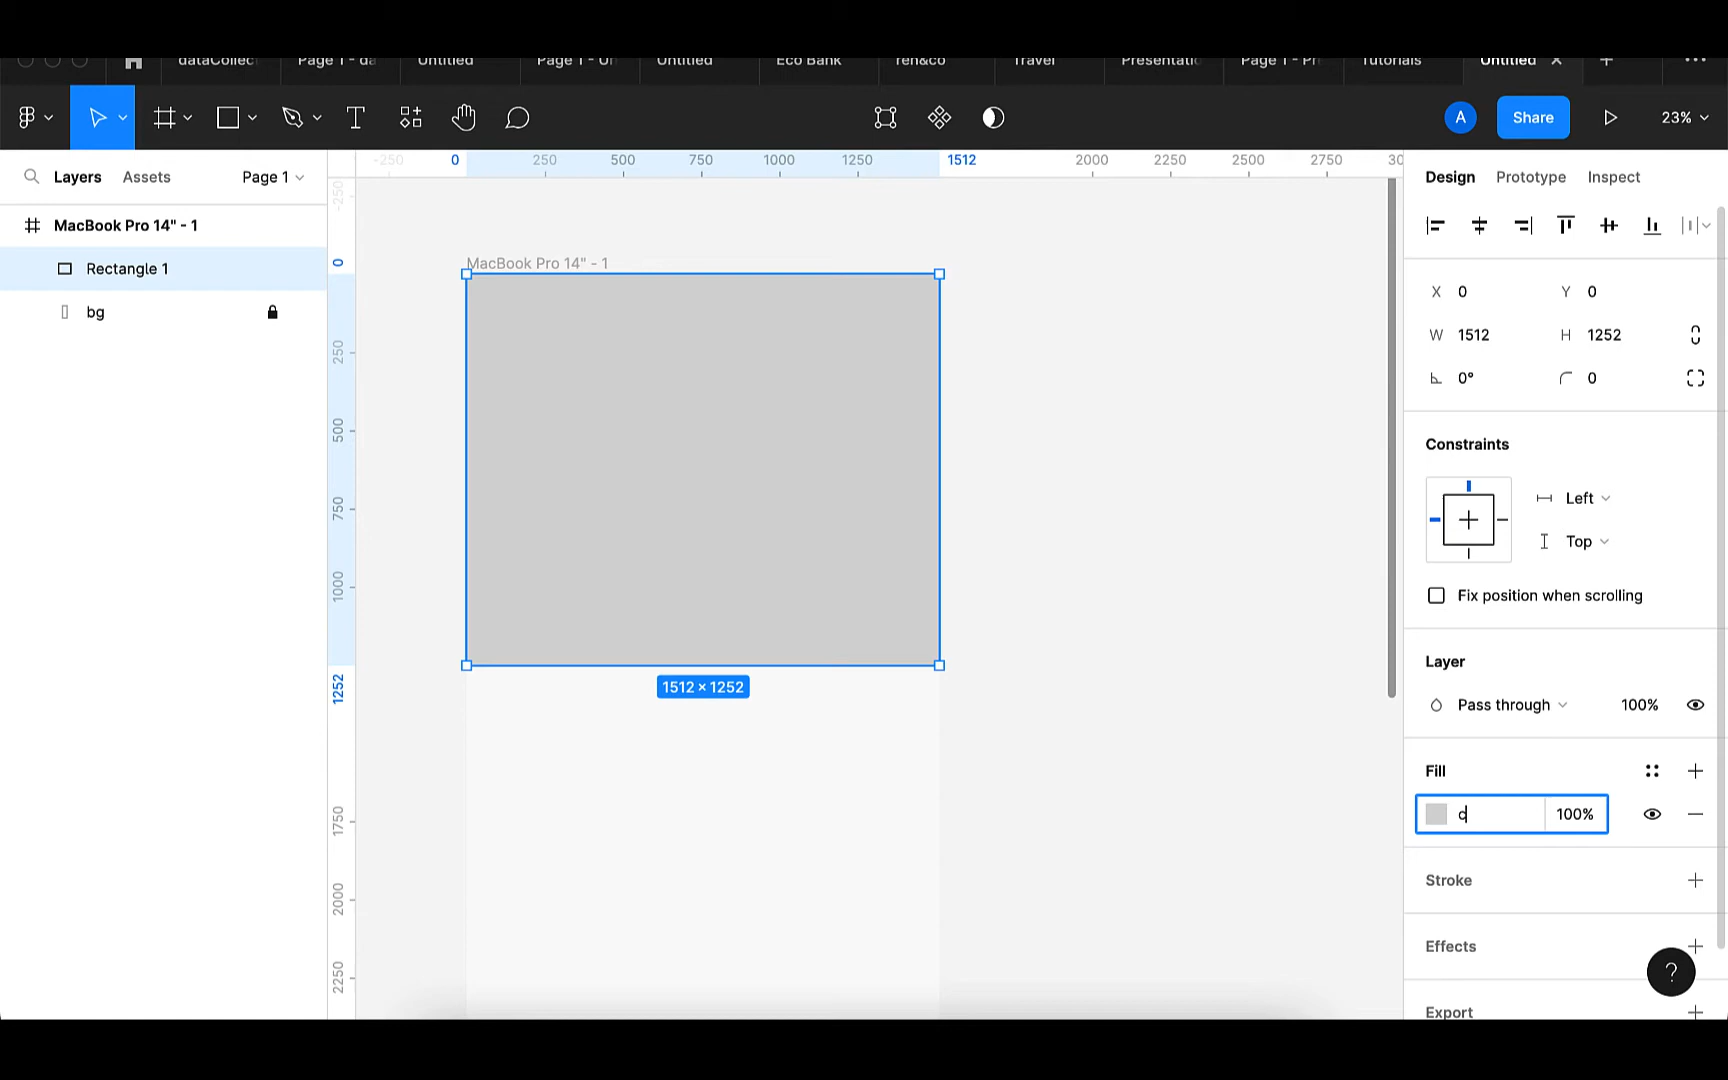 dataCollec Page 1 - da Untitled Page 1 - Un Untitled Eco Bank ren&co Travel Presentatic Page 1 - Pr Tutorials Untitled
A Share 23%
Layers Assets Page 1
-250 0 250 500 750 1000 1250 1512 2000 2250 2500 2750 30
Design Prototype Inspect
MacBook Pro 14" - 1
Rectangle 1
bg
-250
0
250
500
750
1000
1252
1750
2000
2250
MacBook Pro 14" - 1
1512 × 1252
X 0 Y 0
W 1512 H 1252
0° 0
Constraints
Left
Top
Fix position when scrolling
Layer
Pass through 100%
Fill
c 100%
Stroke
Effects
?
Export